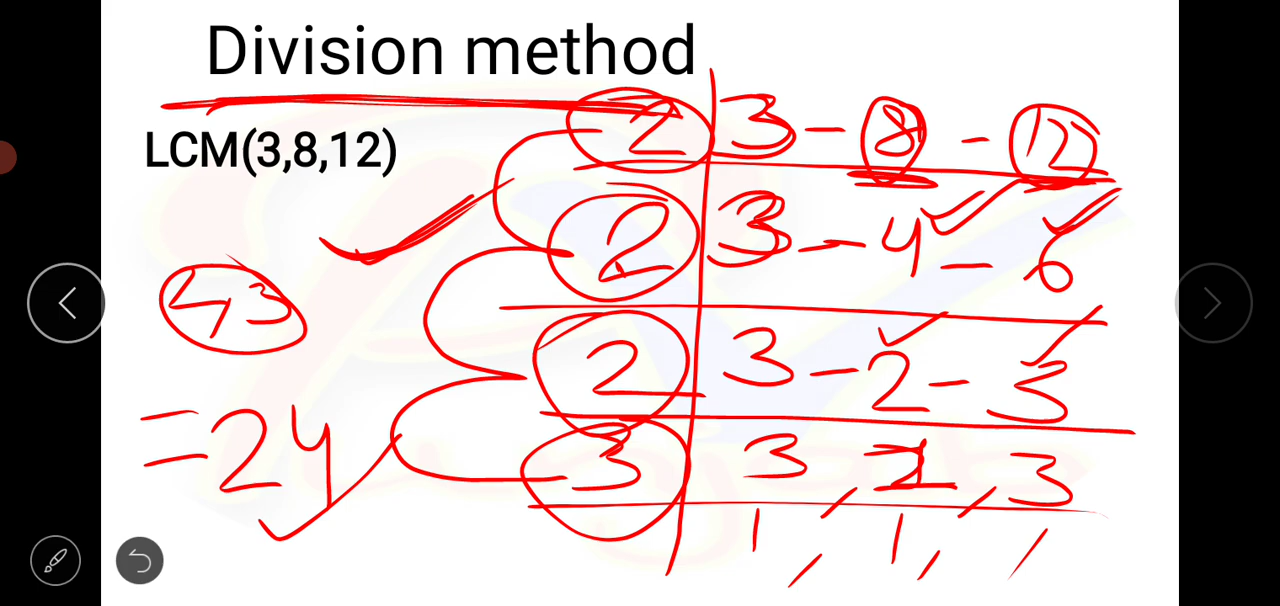 Division method
LCM(3,8,12)
2 3 - 8 - 12
2 3 - 4 - 6
2 3 - 2 - 3
3 3 , 1 , 3
1 , 1 , 1
43
= 24